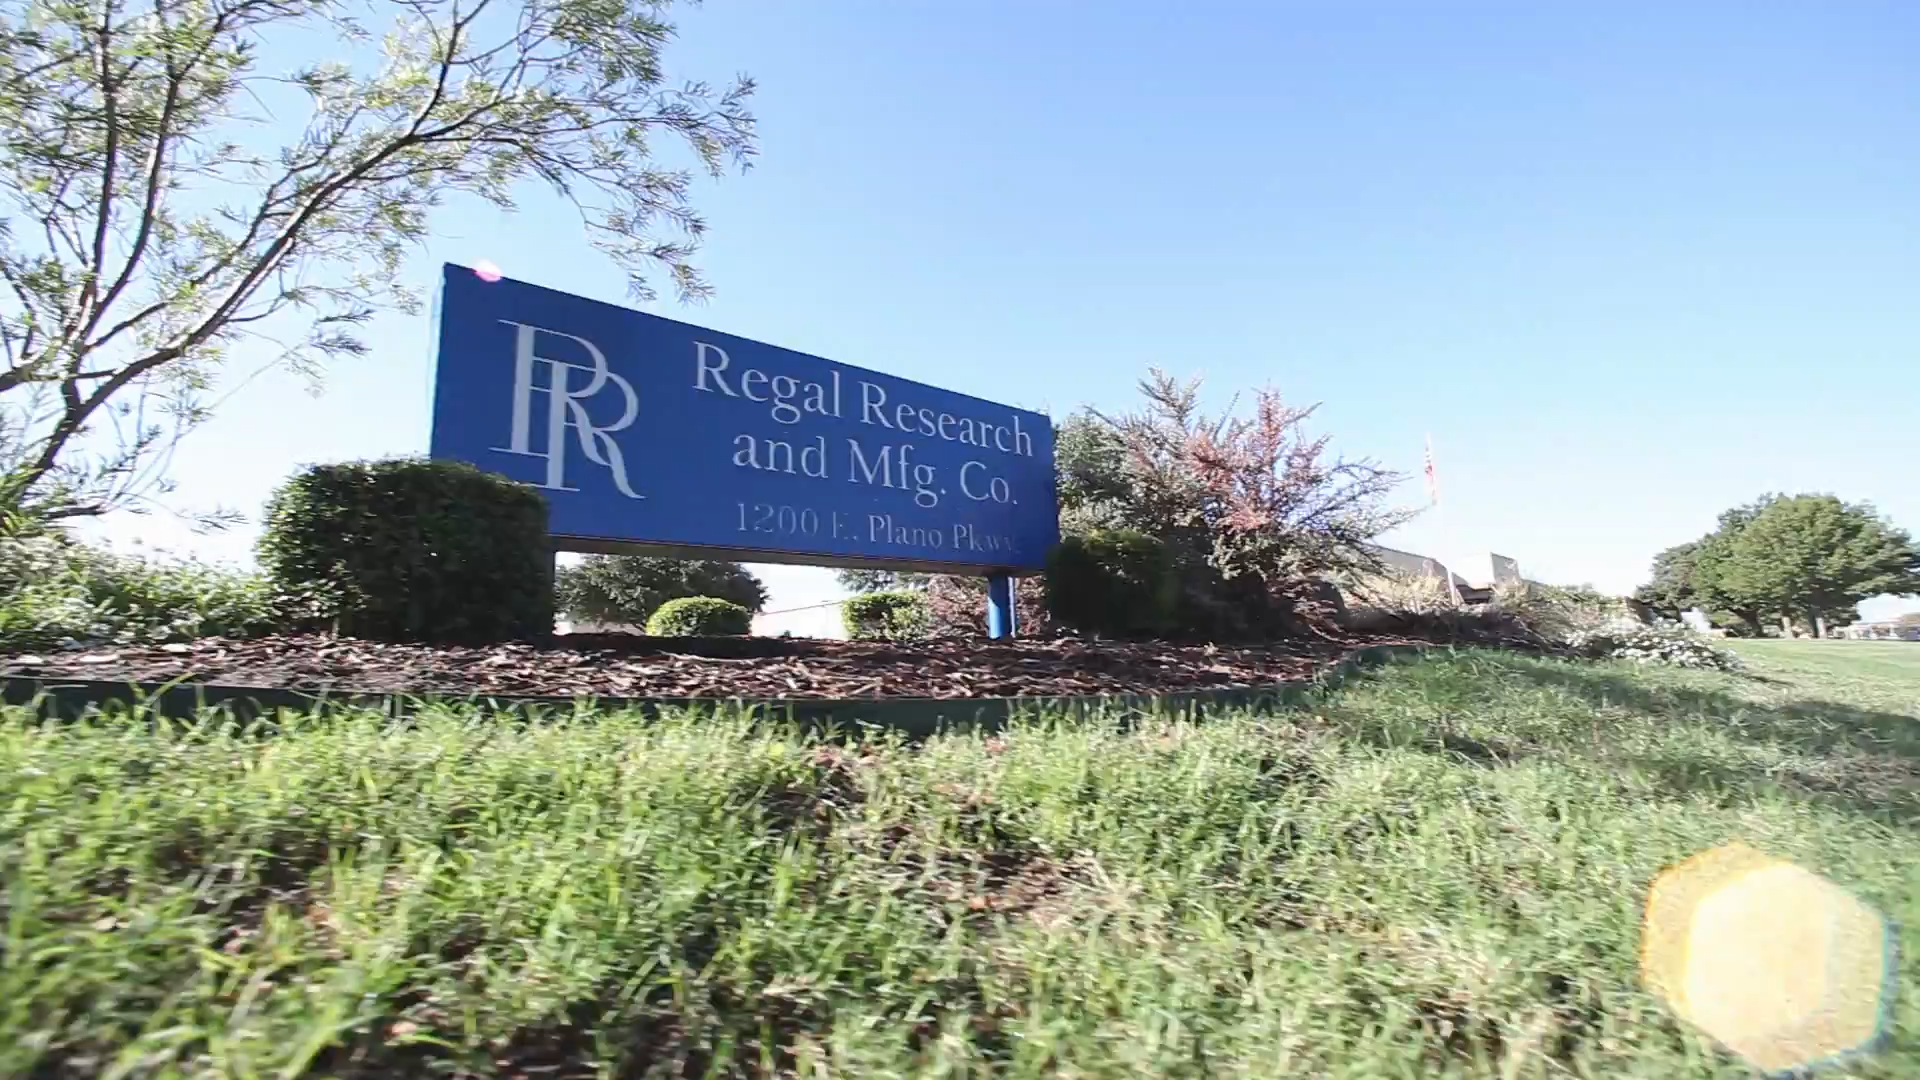 RR
Regal Research
and Mfg. Co.
1200 E. Plano Pkwy.